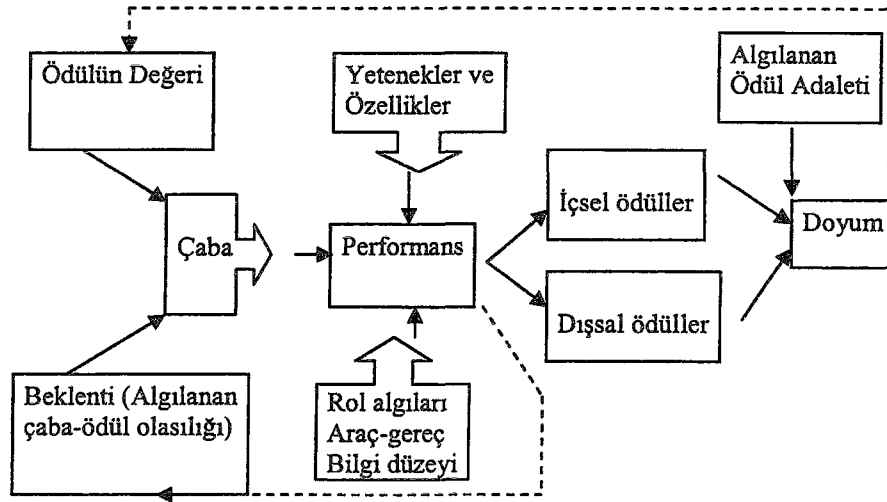 Ödülün Değeri
Yetenekler ve
Özellikler
Algılanan
Ödül Adaleti
Çaba
Performans
İçsel ödüller
Dışsal ödüller
Doyum
Beklenti (Algılanan
çaba-ödül olasılığı)
Rol algıları
Araç-gereç
Bilgi düzeyi